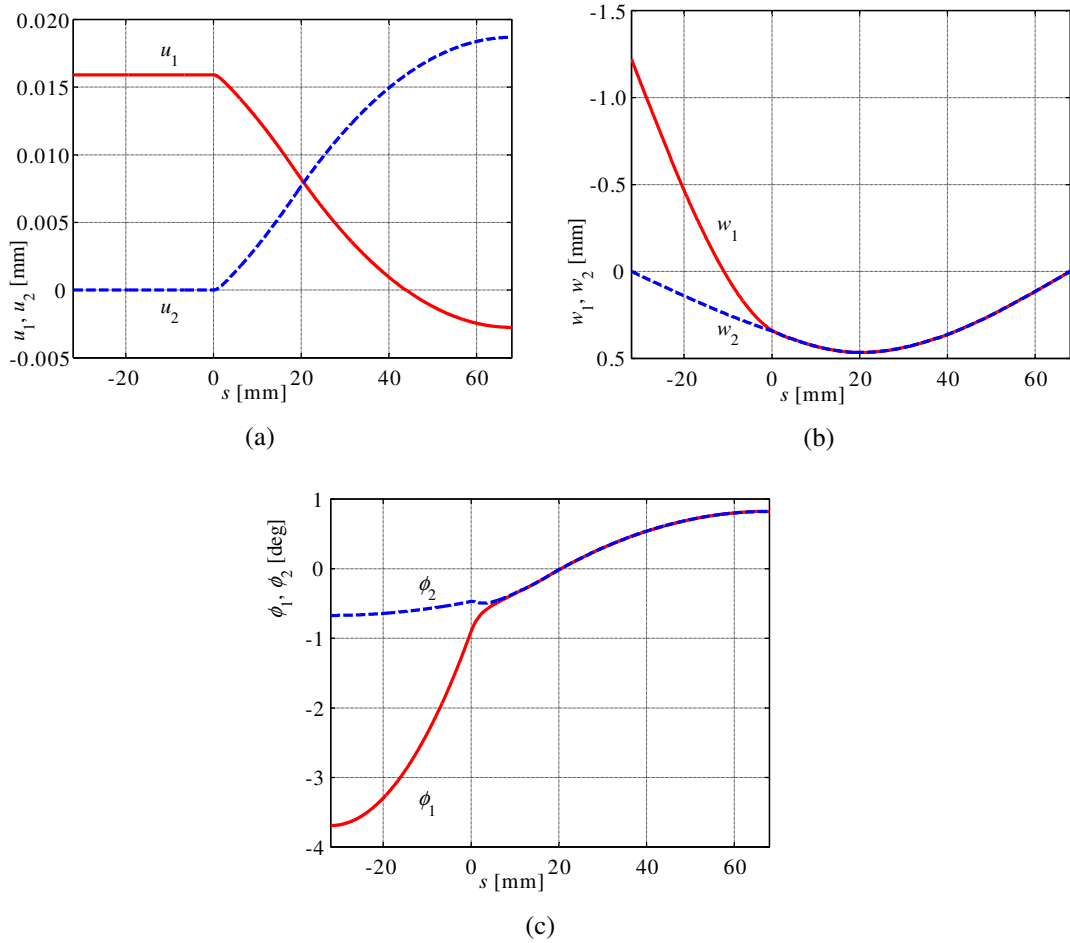 0.020
0.015
0.010
0.005
0
-0.005
u1, u2 [mm]
u1
u2
-20 0 20 40 60
s [mm]
(a)
-1.5
-1.0
-0.5
0
0.5
w1, w2 [mm]
w1
w2
-20 0 20 40 60
s [mm]
(b)
1
0
-1
-2
-3
-4
ϕ1, ϕ2 [deg]
ϕ2
ϕ1
-20 0 20 40 60
s [mm]
(c)